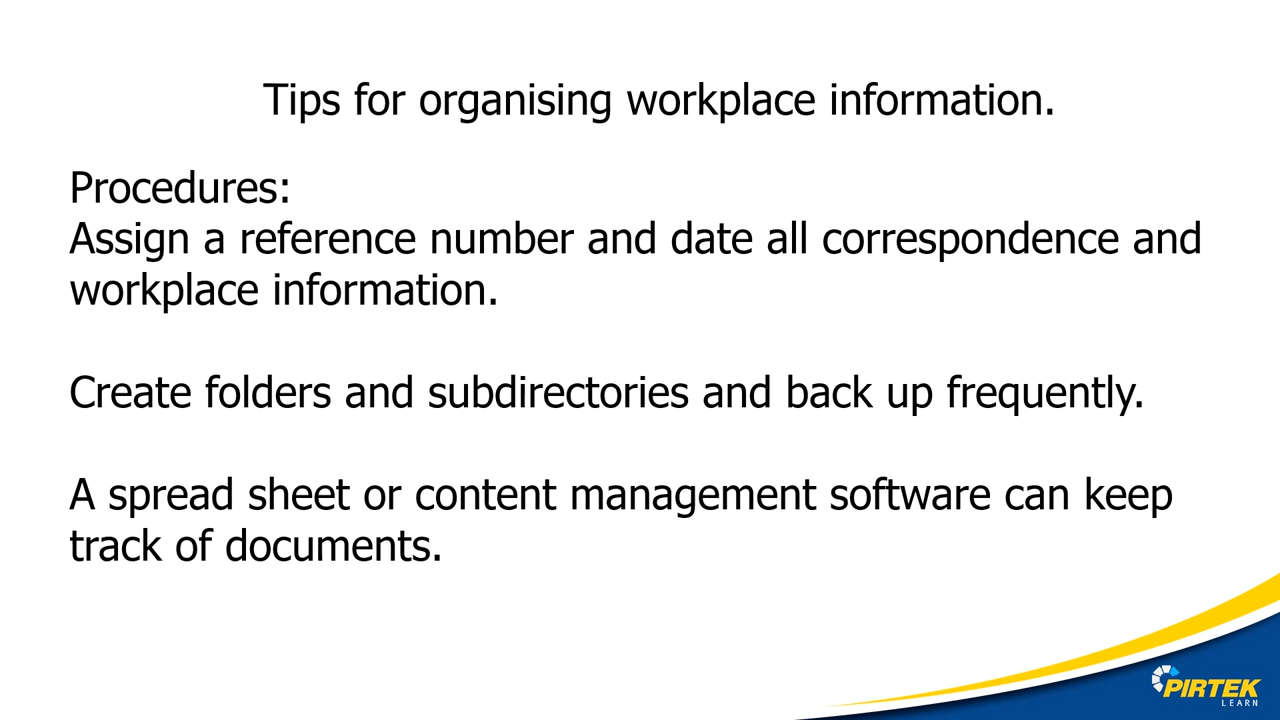 Tips for organising workplace information.
Procedures:
Assign a reference number and date all correspondence and
workplace information.
Create folders and subdirectories and back up frequently.
A spread sheet or content management software can keep
track of documents.
PIRTEK
LEARN